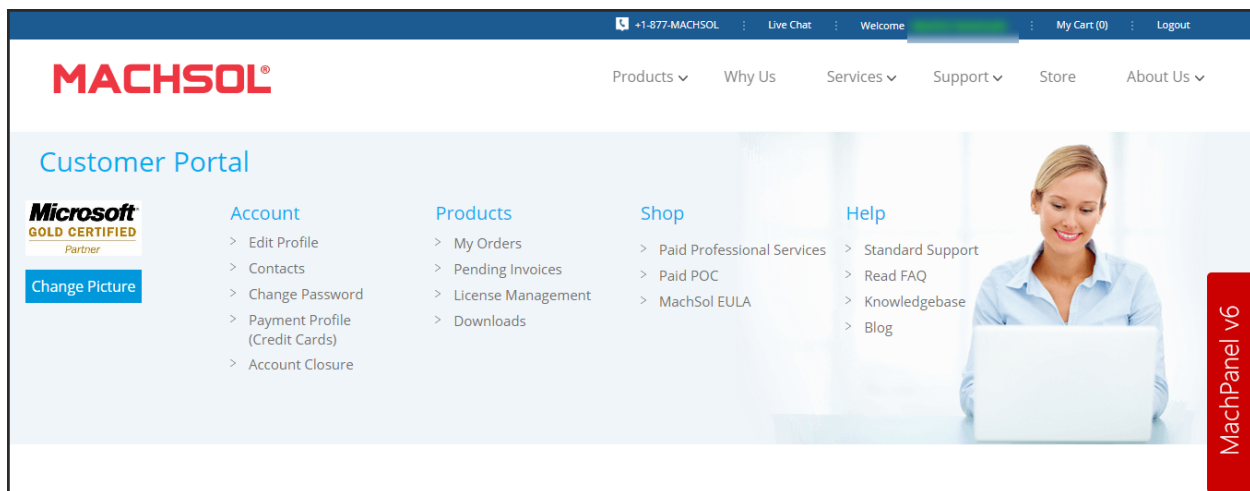 +1-877-MACHSOL : Live Chat : Welcome : My Cart (0) : Logout
MACHSOL®
Products Why Us Services Support Store About Us
Customer Portal
Microsoft
GOLD CERTIFIED
Partner
Change Picture
Account
> Edit Profile
> Contacts
> Change Password
> Payment Profile
(Credit Cards)
> Account Closure
Products
> My Orders
> Pending Invoices
> License Management
> Downloads
Shop
> Paid Professional Services
> Paid POC
> MachSol EULA
Help
> Standard Support
> Read FAQ
> Knowledgebase
> Blog
MachPanel v6